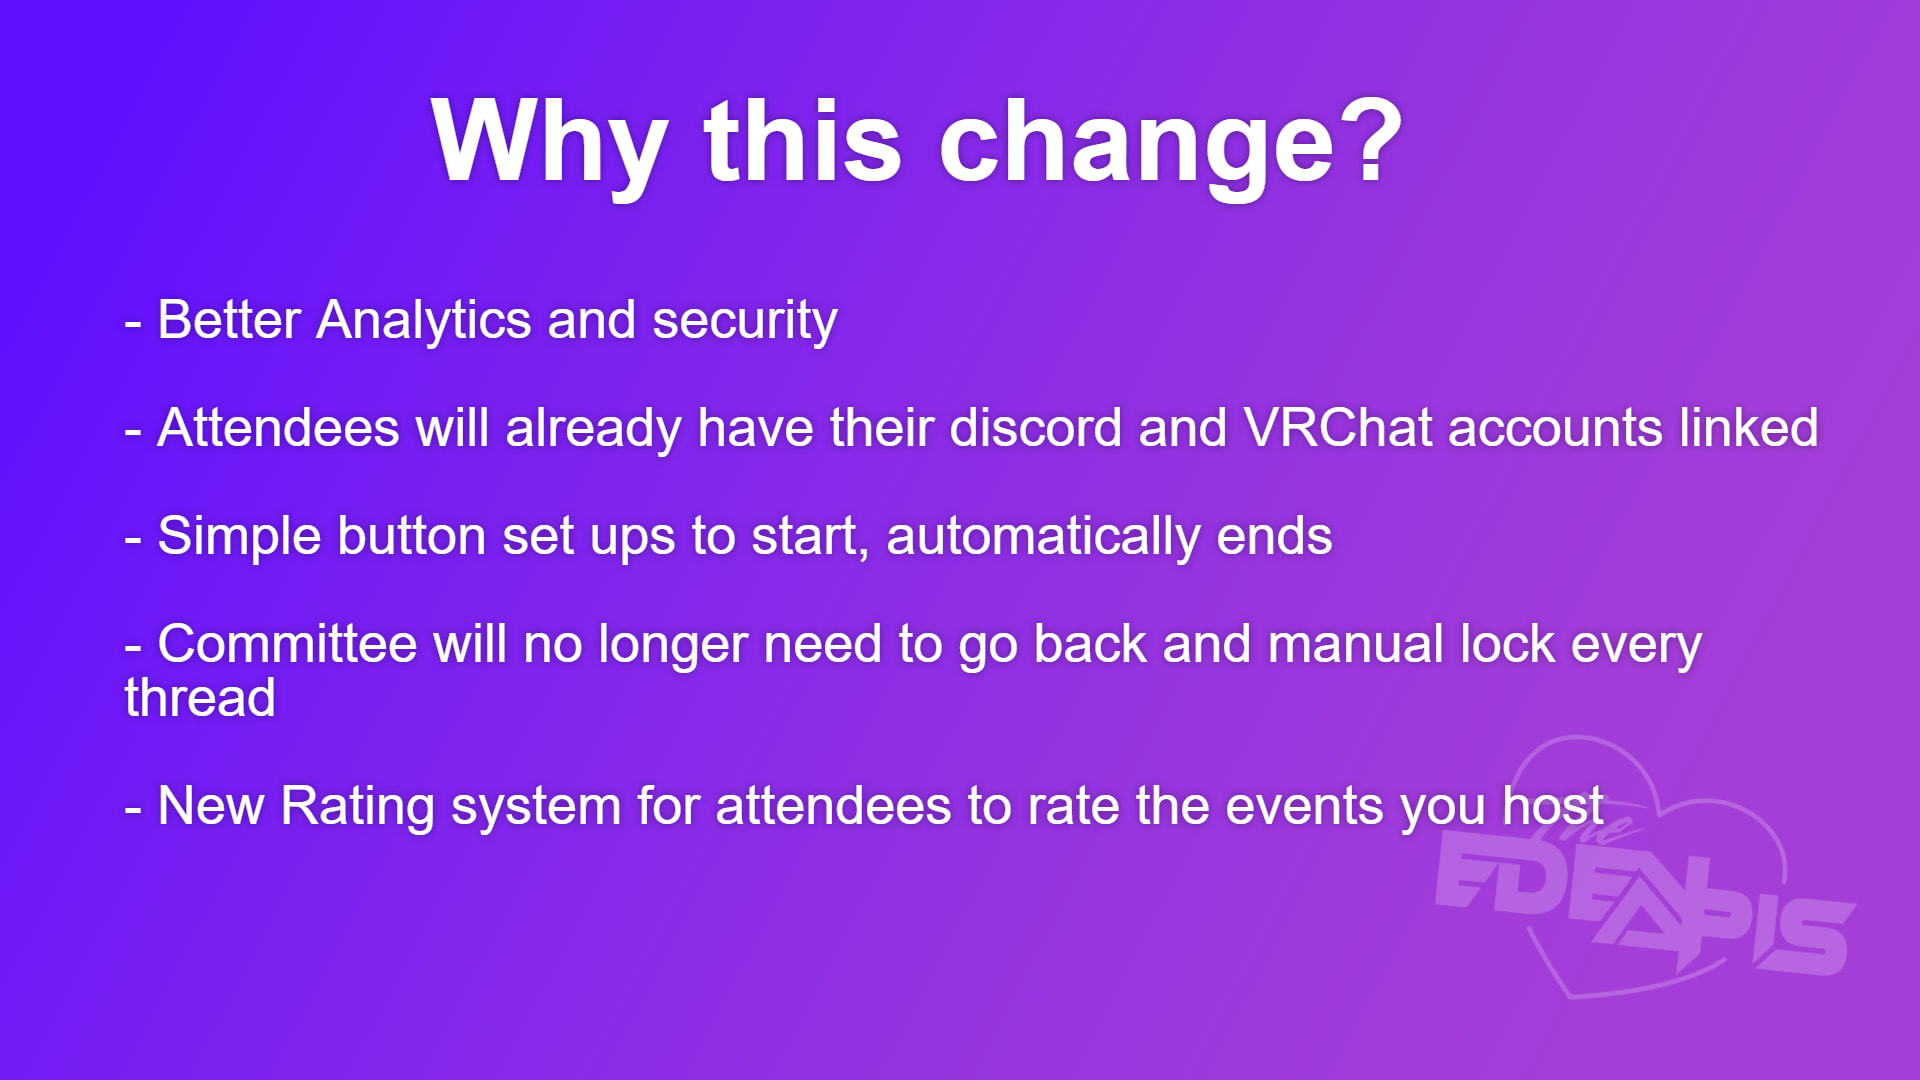 Why this change?
- Better Analytics and security
- Attendees will already have their discord and VRChat accounts linked
- Simple button set ups to start, automatically ends
- Committee will no longer need to go back and manual lock every
thread
- New Rating system for attendees to rate the events you host
The
EDENAPIS